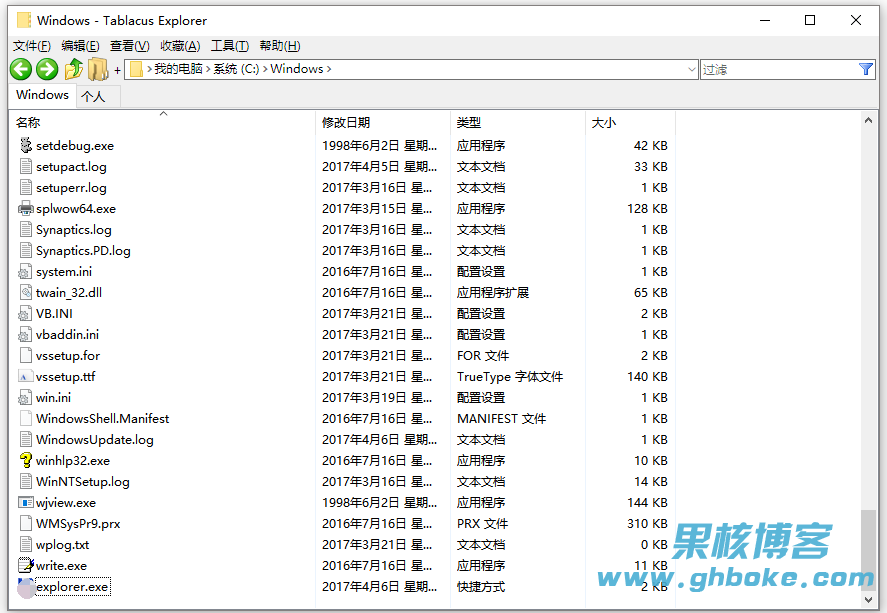 Windows - Tablacus Explorer
文件(F) 编辑(E) 查看(V) 收藏(A) 工具(T) 帮助(H)
+ 我的电脑 › 系统 (C:) › Windows › 过滤
Windows 个人
名称 修改日期 类型 大小
setdebug.exe 1998年6月2日 星期... 应用程序 42 KB
setupact.log 2017年4月5日 星期... 文本文档 33 KB
setuperr.log 2017年3月16日 星... 文本文档 1 KB
splwow64.exe 2017年3月15日 星... 应用程序 128 KB
Synaptics.log 2017年3月16日 星... 文本文档 1 KB
Synaptics.PD.log 2017年3月16日 星... 文本文档 1 KB
system.ini 2016年7月16日 星... 配置设置 1 KB
twain_32.dll 2016年7月16日 星... 应用程序扩展 65 KB
VB.INI 2017年3月21日 星... 配置设置 2 KB
vbaddin.ini 2017年3月21日 星... 配置设置 1 KB
vssetup.for 2017年3月21日 星... FOR 文件 2 KB
vssetup.ttf 2017年3月21日 星... TrueType 字体文件 140 KB
win.ini 2017年3月19日 星... 配置设置 1 KB
WindowsShell.Manifest 2016年7月16日 星... MANIFEST 文件 1 KB
WindowsUpdate.log 2017年4月6日 星期... 文本文档 1 KB
winhlp32.exe 2016年7月16日 星... 应用程序 10 KB
WinNTSetup.log 2017年3月16日 星... 文本文档 14 KB
wjview.exe 1998年6月2日 星期... 应用程序 144 KB
WMSysPr9.prx 2016年7月16日 星... PRX 文件 310 KB
wplog.txt 2017年3月21日 星... 文本文档 0 KB
write.exe 2016年7月16日 星... 应用程序 11 KB
explorer.exe 2017年4月6日 星期... 快捷方式 2 KB
果核博客
www.ghboke.com